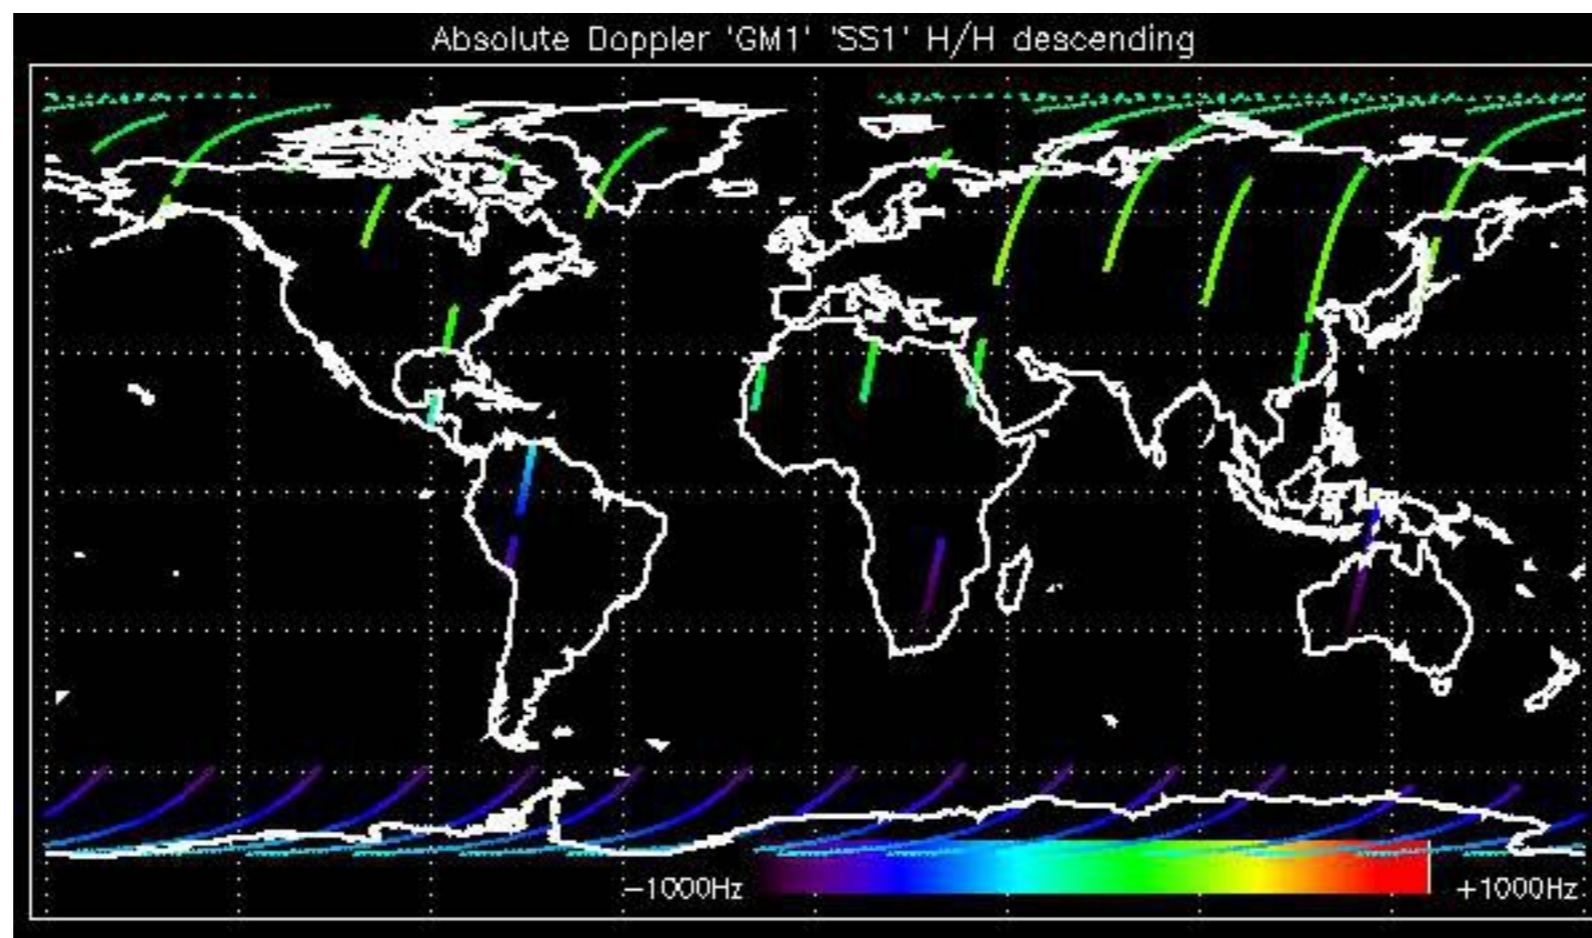 Absolute Doppler 'GM1' 'SS1' H/H descending
−1000Hz +1000Hz